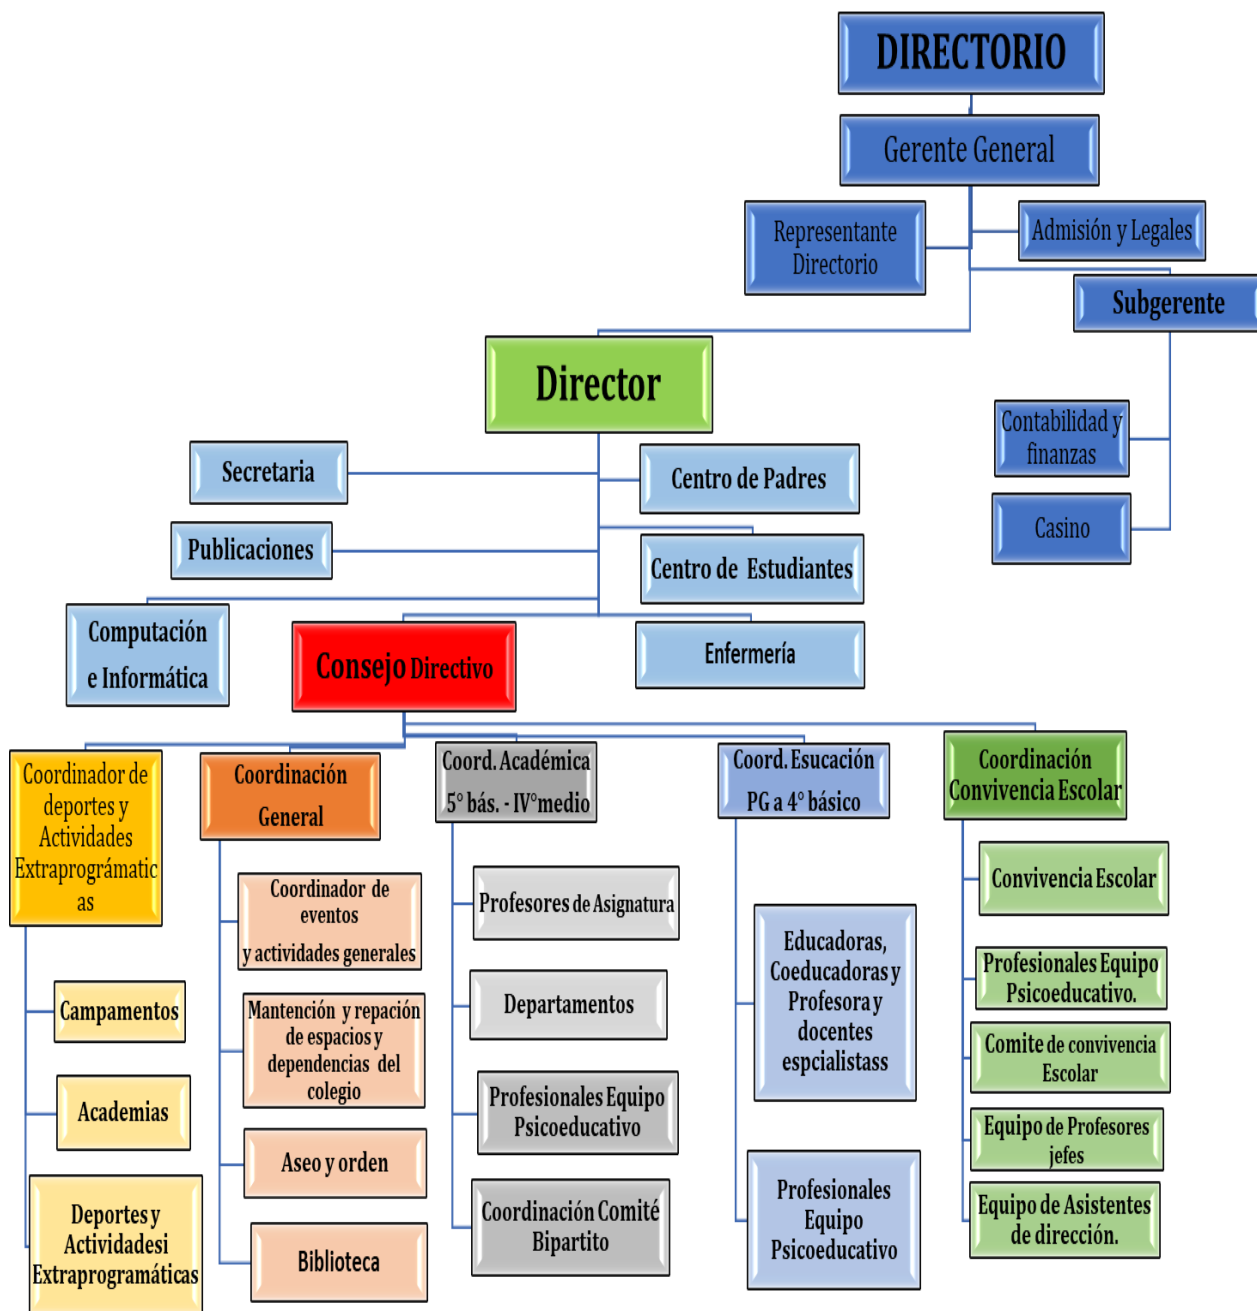 DIRECTORIO
Gerente General
Representante
Directorio
Admisión y Legales
Subgerente
Contabilidad y
finanzas
Casino
Director
Secretaria
Centro de Padres
Publicaciones
Centro de Estudiantes
Computación
e Informática
Enfermería
Consejo Directivo
Coordinador de
deportes y
Actividades
Extraprográmatic
as
Campamentos
Academias
Deportes y
Actividadesi
Extraprogramáticas
Coordinación
General
Coordinador de
eventos
y actividades generales
Mantención y repación
de espacios y
dependencias del
colegio
Aseo y orden
Biblioteca
Coord. Académica
5° bás. - IV°medio
Profesores de Asignatura
Departamentos
Profesionales Equipo
Psicoeducativo
Coordinación Comité
Bipartito
Coord. Esucación
PG a 4° básico
Educadoras,
Coeducadoras y
Profesora y
docentes
espcialistass
Profesionales
Equipo
Psicoeducativo
Coordinación
Convivencia Escolar
Convivencia Escolar
Profesionales Equipo
Psicoeducativo.
Comite de convivencia
Escolar
Equipo de Profesores
jefes
Equipo de Asistentes
de dirección.